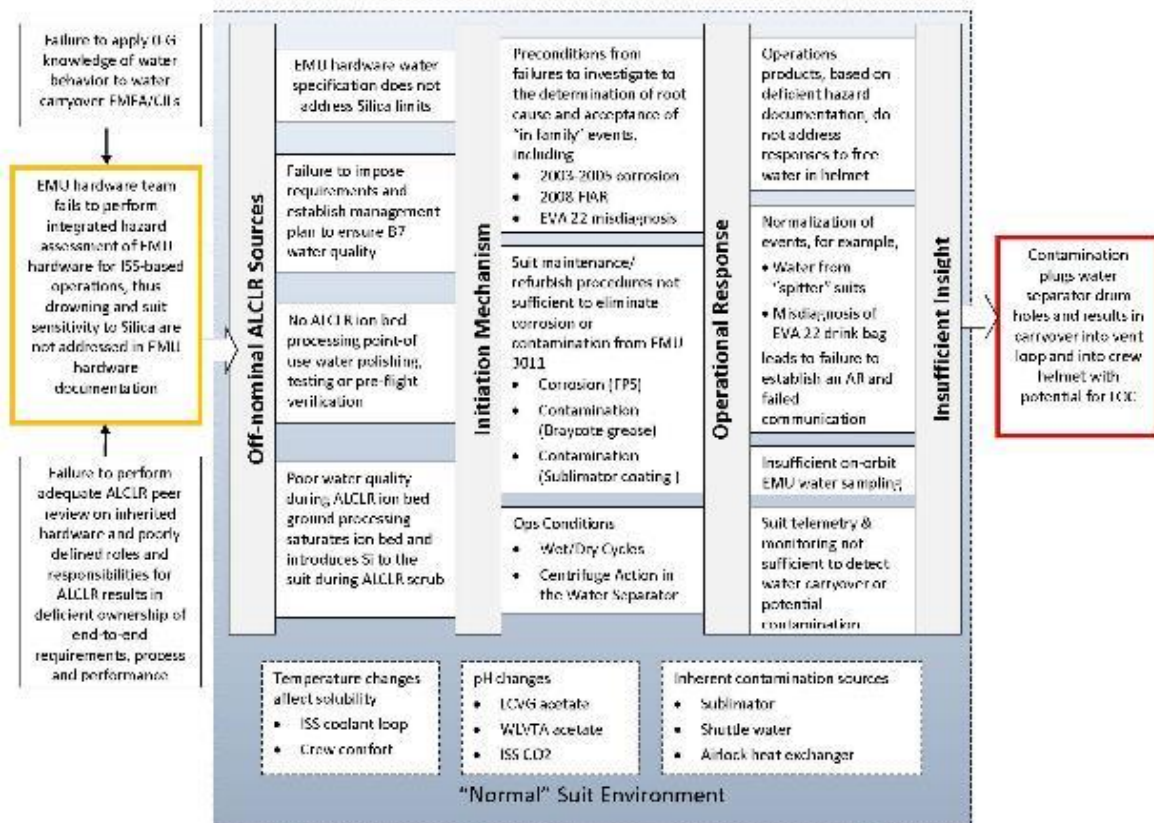 Failure to apply 0-G
knowledge of water
behavior to water
carryover FMEA/CILs
EMU hardware team
fails to perform
integrated hazard
assessment of EMU
hardware for ISS-based
operations, thus
drowning and suit
sensitivity to Silica are
not addressed in EMU
hardware
documentation
Failure to perform
adequate ALCLR peer
review on inherited
hardware and poorly
defined roles and
responsibilities for
ALCLR results in
deficient ownership of
end-to-end
requirements, process
and performance
Off-nominal ALCLR Sources
EMU hardware water
specification does not
address Silica limits
Failure to impose
requirements and
establish management
plan to ensure B7
water quality
No ALCLR ion bed
processing point-of
use water polishing,
testing or pre-flight
verification
Poor water quality
during ALCLR ion bed
ground processing
saturates ion bed and
introduces Si to the
suit during ALCLR scrub
Initiation Mechanism
Preconditions from
failures to investigate to
the determination of root
cause and acceptance of
"in family" events,
including
• 2003-2005 corrosion
• 2008 FIAR
• EVA 22 misdiagnosis
Suit maintenance/
refurbish procedures not
sufficient to eliminate
corrosion or
contamination from EMU
3011
• Corrosion (FPS)
• Contamination
(Braycote grease)
• Contamination
(Sublimator coating )
Ops Conditions
• Wet/Dry Cycles
• Centrifuge Action in
the Water Separator
Operational Response
Operations
products, based on
deficient hazard
documentation, do
not address
responses to free
water in helmet
Normalization of
events, for example,
• Water from
"spitter" suits
• Misdiagnosis of
EVA 22 drink bag
leads to failure to
establish an AR and
failed
communication
Insufficient on-orbit
EMU water sampling
Suit telemetry &
monitoring not
sufficient to detect
water carryover or
potential
contamination
Insufficient Insight
Contamination
plugs water
separator drum
holes and results in
carryover into vent
loop and into crew
helmet with
potential for LOC
Temperature changes
affect solubility
• ISS coolant loop
• Crew comfort
pH changes
• LCVG acetate
• WLVTA acetate
• ISS CO2
Inherent contamination sources
• Sublimator
• Shuttle water
• Airlock heat exchanger
"Normal" Suit Environment